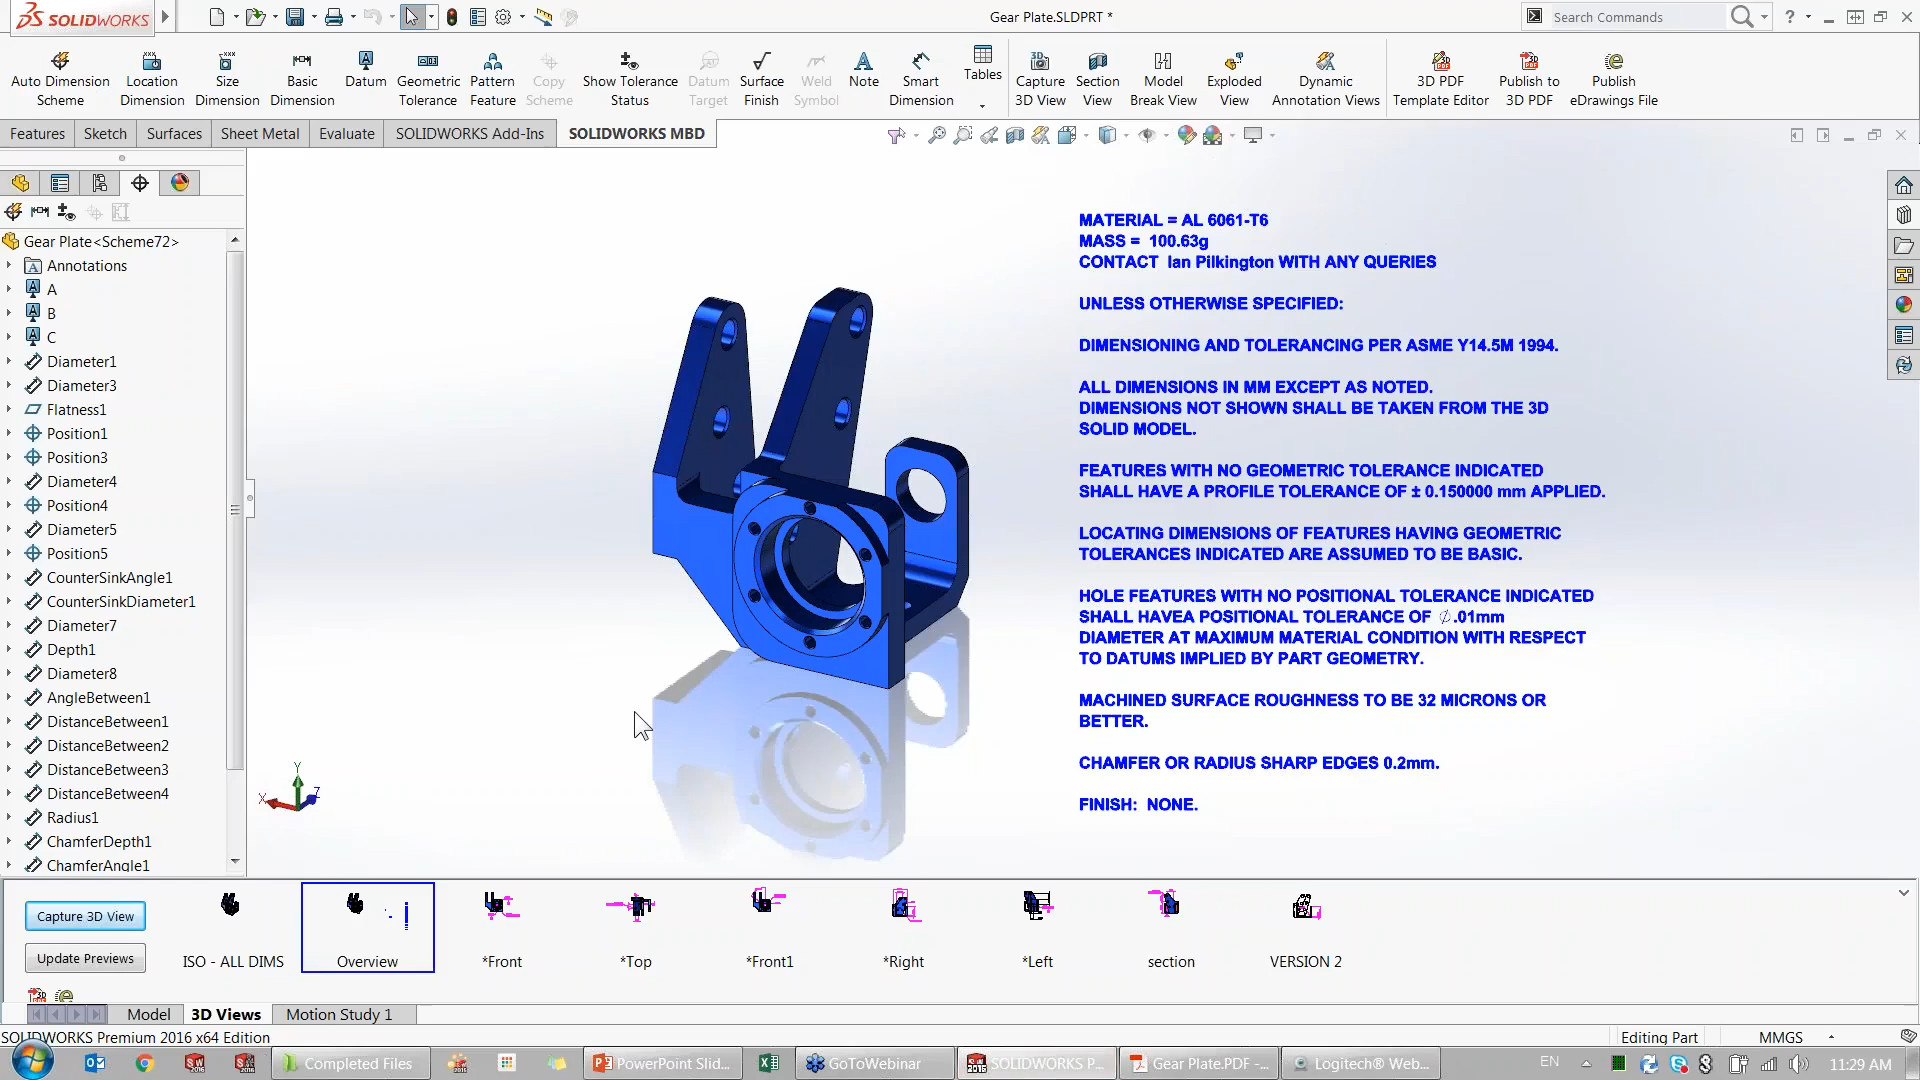 SOLIDWORKS
Gear Plate.SLDPRT *
Search Commands
Auto Dimension Scheme
Location Dimension
Size Dimension
Basic Dimension
Datum
Geometric Tolerance
Pattern Feature
Copy Scheme
Show Tolerance Status
Datum Target
Surface Finish
Weld Symbol
Note
Smart Dimension
Tables
Capture 3D View
Section View
Model Break View
Exploded View
Dynamic Annotation Views
3D PDF Template Editor
Publish to 3D PDF
Publish eDrawings File
Features
Sketch
Surfaces
Sheet Metal
Evaluate
SOLIDWORKS Add-Ins
SOLIDWORKS MBD
Gear Plate<Scheme72>
Annotations
A
B
C
Diameter1
Diameter3
Flatness1
Position1
Position3
Diameter4
Position4
Diameter5
Position5
CounterSinkAngle1
CounterSinkDiameter1
Diameter7
Depth1
Diameter8
AngleBetween1
DistanceBetween1
DistanceBetween2
DistanceBetween3
DistanceBetween4
Radius1
ChamferDepth1
ChamferAngle1
MATERIAL = AL 6061-T6
MASS = 100.63g
CONTACT Ian Pilkington WITH ANY QUERIES
UNLESS OTHERWISE SPECIFIED:
DIMENSIONING AND TOLERANCING PER ASME Y14.5M 1994.
ALL DIMENSIONS IN MM EXCEPT AS NOTED.
DIMENSIONS NOT SHOWN SHALL BE TAKEN FROM THE 3D
SOLID MODEL.
FEATURES WITH NO GEOMETRIC TOLERANCE INDICATED
SHALL HAVE A PROFILE TOLERANCE OF ± 0.150000 mm APPLIED.
LOCATING DIMENSIONS OF FEATURES HAVING GEOMETRIC
TOLERANCES INDICATED ARE ASSUMED TO BE BASIC.
HOLE FEATURES WITH NO POSITIONAL TOLERANCE INDICATED
SHALL HAVEA POSITIONAL TOLERANCE OF ∅.01mm
DIAMETER AT MAXIMUM MATERIAL CONDITION WITH RESPECT
TO DATUMS IMPLIED BY PART GEOMETRY.
MACHINED SURFACE ROUGHNESS TO BE 32 MICRONS OR
BETTER.
CHAMFER OR RADIUS SHARP EDGES 0.2mm.
FINISH: NONE.
Y
X
Z
Capture 3D View
Update Previews
ISO - ALL DIMS
Overview
*Front
*Top
*Front1
*Right
*Left
section
VERSION 2
Model
3D Views
Motion Study 1
SOLIDWORKS Premium 2016 x64 Edition
Editing Part
MMGS
Completed Files
PowerPoint Slid...
GoToWebinar
SOLIDWORKS P...
Gear Plate.PDF -...
Logitech® Web...
EN
11:29 AM